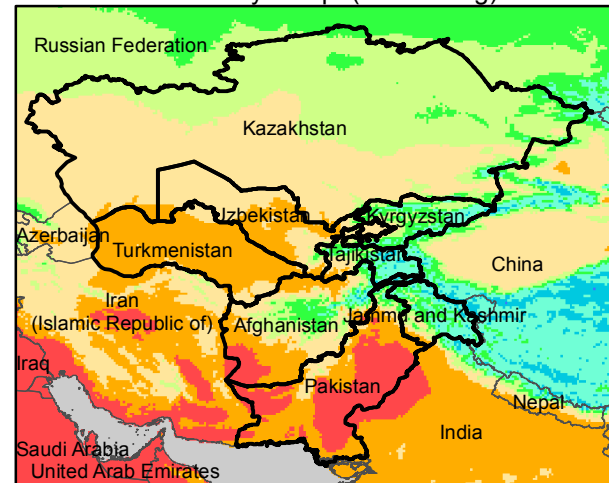 Russian Federation
Kazakhstan
Uzbekistan
Kyrgyzstan
Azerbaijan
Turkmenistan
Tajikistan
China
Iran
(Islamic Republic of)
Afghanistan
Jammu and Kashmir
Iraq
Pakistan
Nepal
India
Saudi Arabia
United Arab Emirates